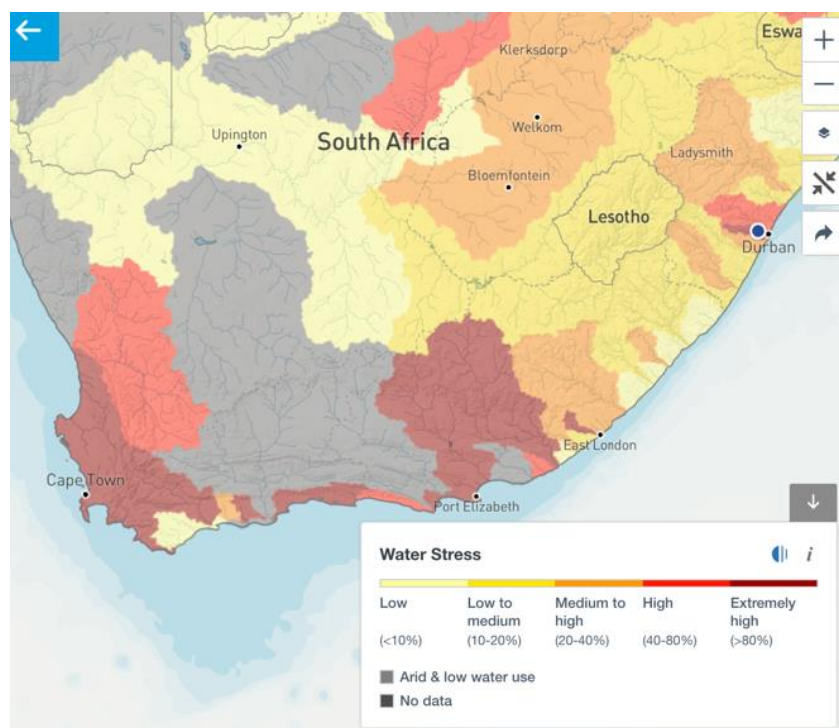 Klerksdorp
Eswa
Upington
South Africa
Welkom
Ladysmith
Bloemfontein
Lesotho
Durban
East London
Cape Town
Port Elizabeth
Water Stress
i
Low
Low to
medium
Medium to
high
High
Extremely
high
(<10%)
(10-20%)
(20-40%)
(40-80%)
(>80%)
Arid & low water use
No data